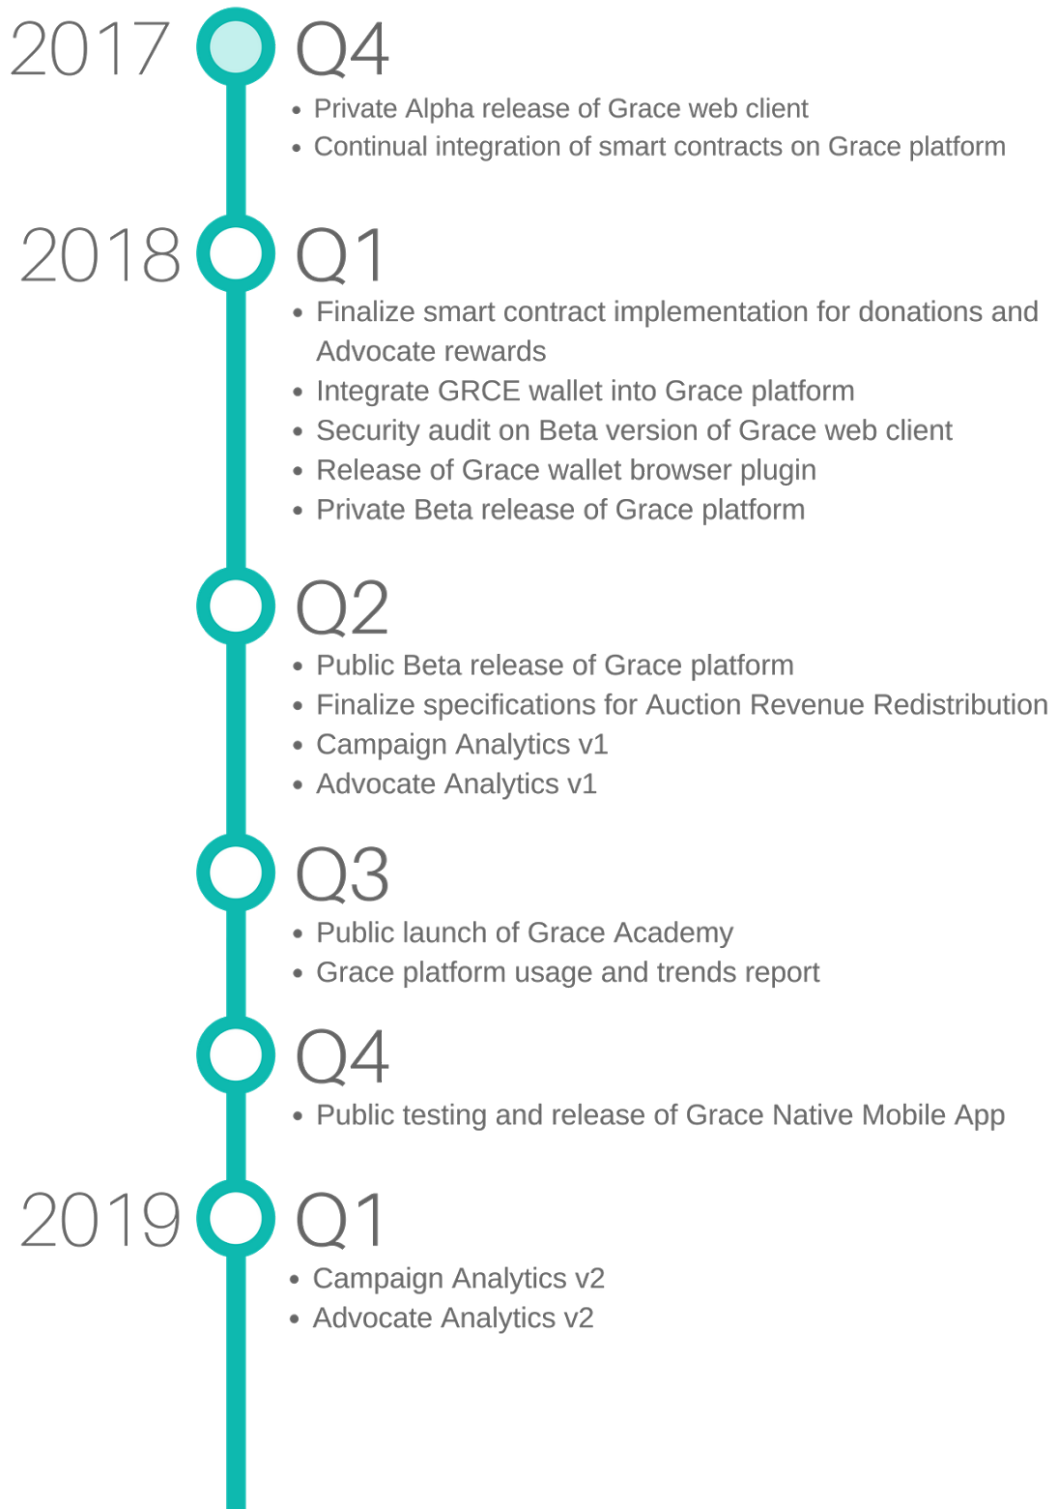 2017
Q4
• Private Alpha release of Grace web client
• Continual integration of smart contracts on Grace platform
2018
Q1
• Finalize smart contract implementation for donations and
Advocate rewards
• Integrate GRCE wallet into Grace platform
• Security audit on Beta version of Grace web client
• Release of Grace wallet browser plugin
• Private Beta release of Grace platform
Q2
• Public Beta release of Grace platform
• Finalize specifications for Auction Revenue Redistribution
• Campaign Analytics v1
• Advocate Analytics v1
Q3
• Public launch of Grace Academy
• Grace platform usage and trends report
Q4
• Public testing and release of Grace Native Mobile App
2019
Q1
• Campaign Analytics v2
• Advocate Analytics v2